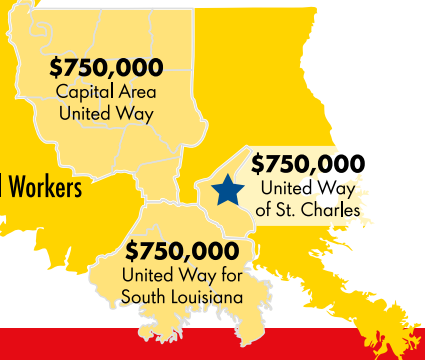 $750,000
Capital Area
United Way
Workers
$750,000
United Way
of St. Charles
$750,000
United Way for
South Louisiana